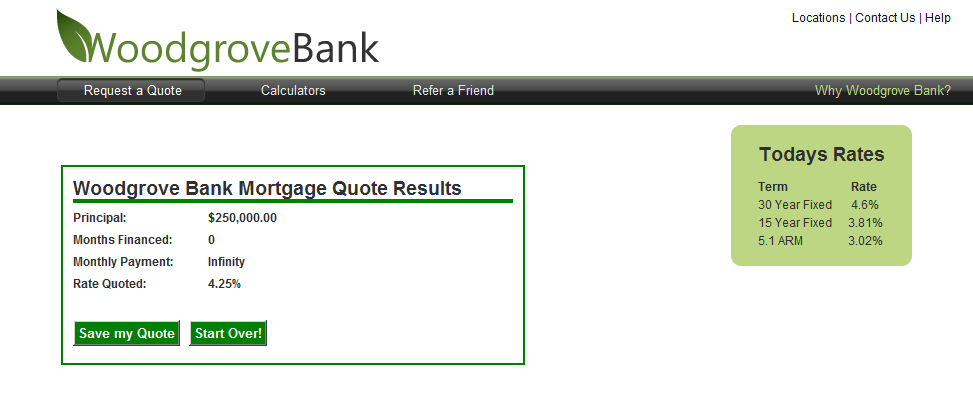 Locations | Contact Us | Help
WoodgroveBank
Request a Quote Calculators Refer a Friend Why Woodgrove Bank?
Woodgrove Bank Mortgage Quote Results
Principal: $250,000.00
Months Financed: 0
Monthly Payment: Infinity
Rate Quoted: 4.25%
Save my Quote Start Over!
Todays Rates
Term Rate
30 Year Fixed 4.6%
15 Year Fixed 3.81%
5.1 ARM 3.02%